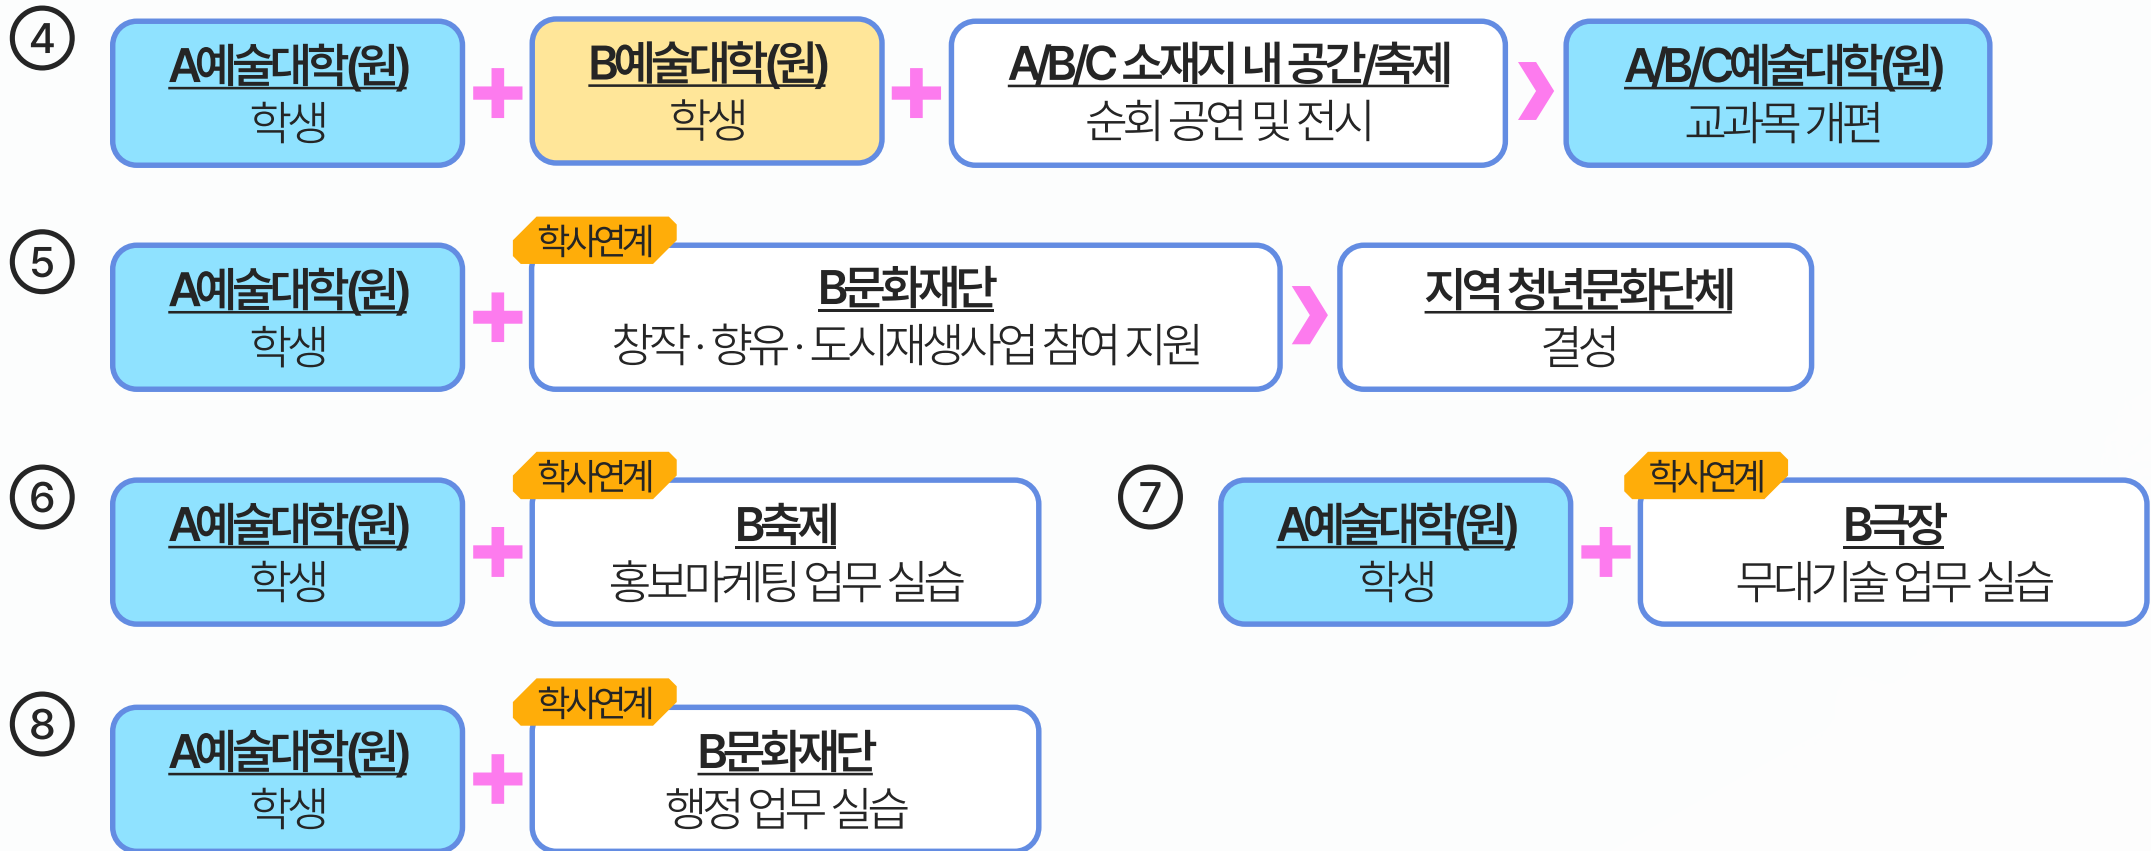 ④
A예술대학(원)
학생
B예술대학(원)
학생
A/B/C 소재지 내 공간/축제
순회 공연 및 전시
A/B/C예술대학(원)
교과목 개편
⑤
A예술대학(원)
학생
학사연계
B문화재단
창작 · 향유 · 도시재생사업 참여 지원
지역 청년문화단체
결성
⑥
A예술대학(원)
학생
학사연계
B축제
홍보마케팅 업무 실습
⑦
A예술대학(원)
학생
학사연계
B극장
무대기술 업무 실습
⑧
A예술대학(원)
학생
학사연계
B문화재단
행정 업무 실습